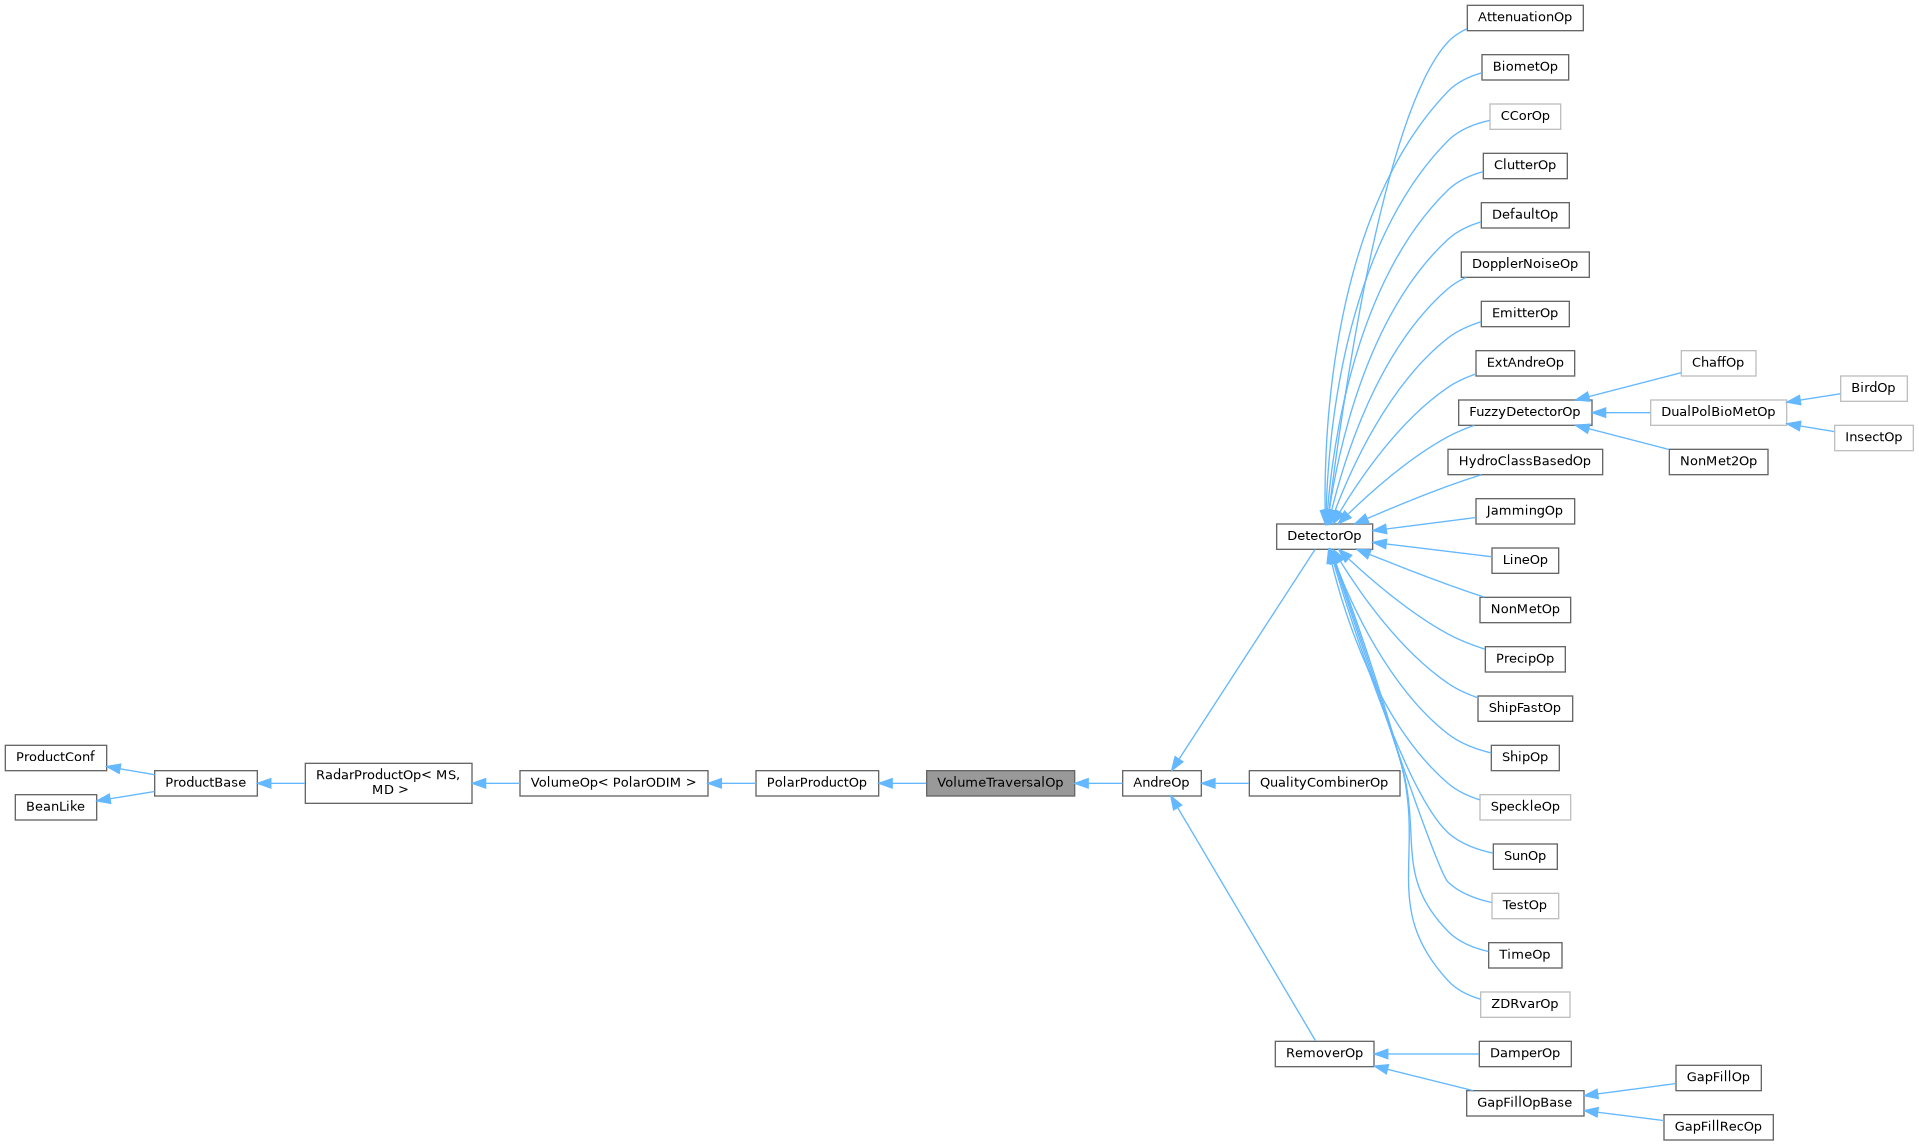 AttenuationOp
BiometOp
CCorOp
ClutterOp
DefaultOp
DopplerNoiseOp
EmitterOp
ExtAndreOp
ChaffOp
BirdOp
FuzzyDetectorOp
DualPolBioMetOp
InsectOp
HydroClassBasedOp
NonMet2Op
JammingOp
DetectorOp
LineOp
NonMetOp
PrecipOp
ShipFastOp
ShipOp
ProductConf
ProductBase
RadarProductOp< MS,
MD >
VolumeOp< PolarODIM >
PolarProductOp
VolumeTraversalOp
AndreOp
QualityCombinerOp
BeanLike
SpeckleOp
SunOp
TestOp
TimeOp
ZDRvarOp
RemoverOp
DamperOp
GapFillOp
GapFillOpBase
GapFillRecOp